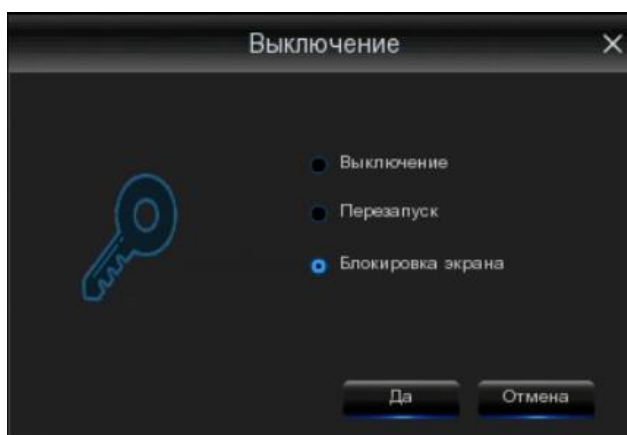 Выключение
Выключение
Перезапуск
Блокировка экрана
Да
Отмена